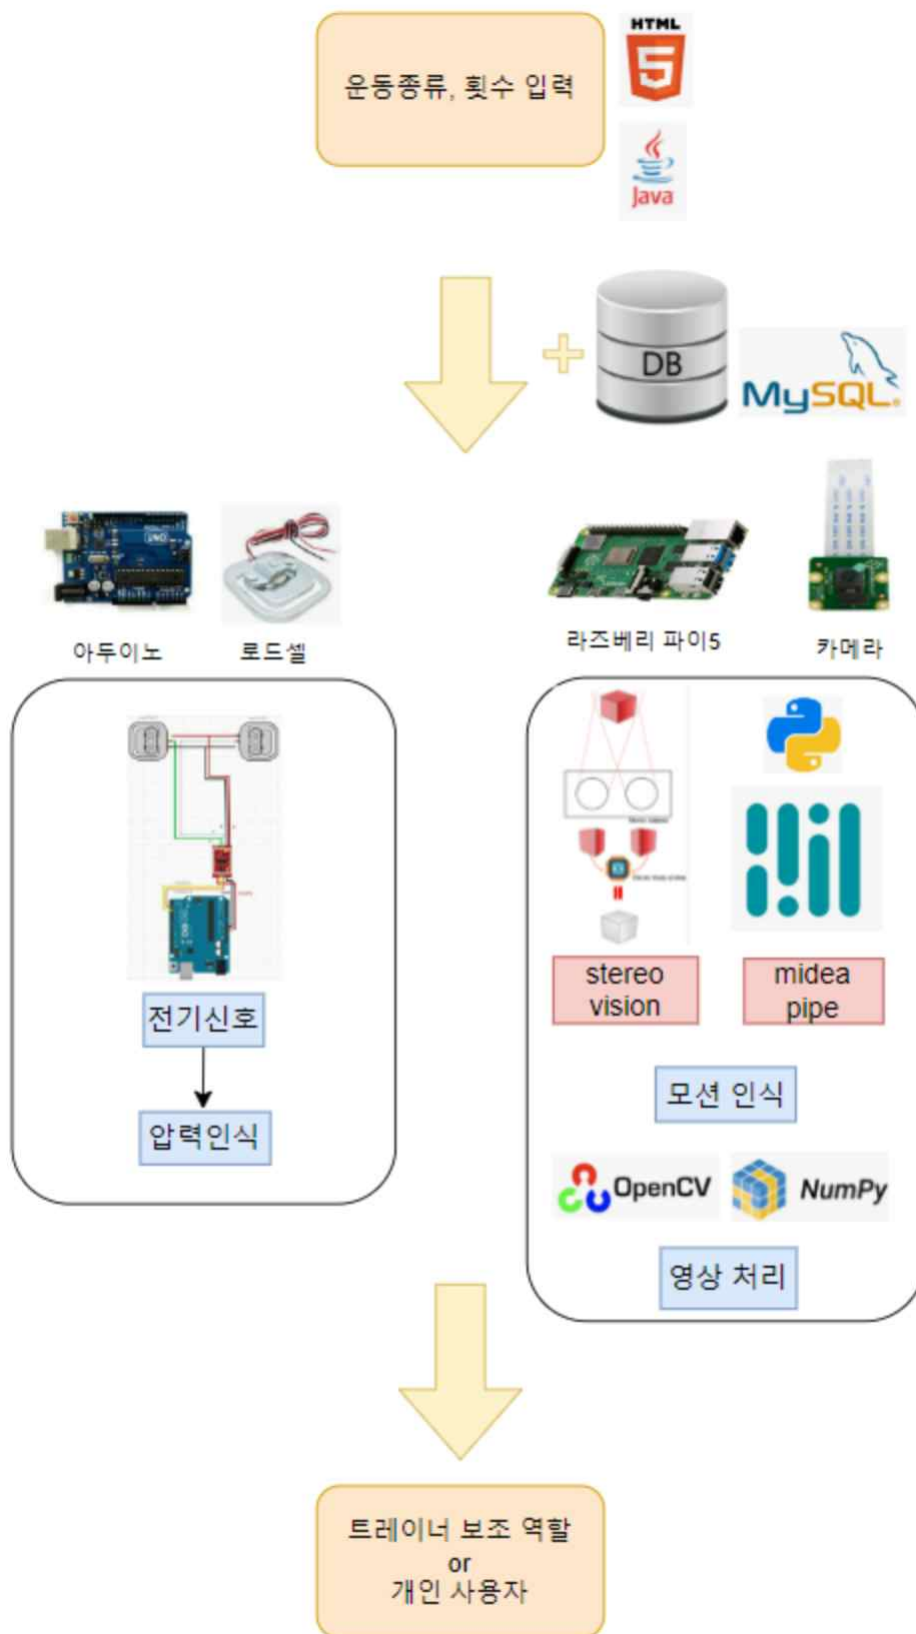 운동종류, 횟수 입력
HTML
5
Java
DB
MySQL
UNO
아두이노
로드셀
라즈베리 파이5
카메라
stereo
vision
midea
pipe
전기신호
압력인식
모션 인식
OpenCV
NumPy
영상 처리
트레이너 보조 역할
or
개인 사용자